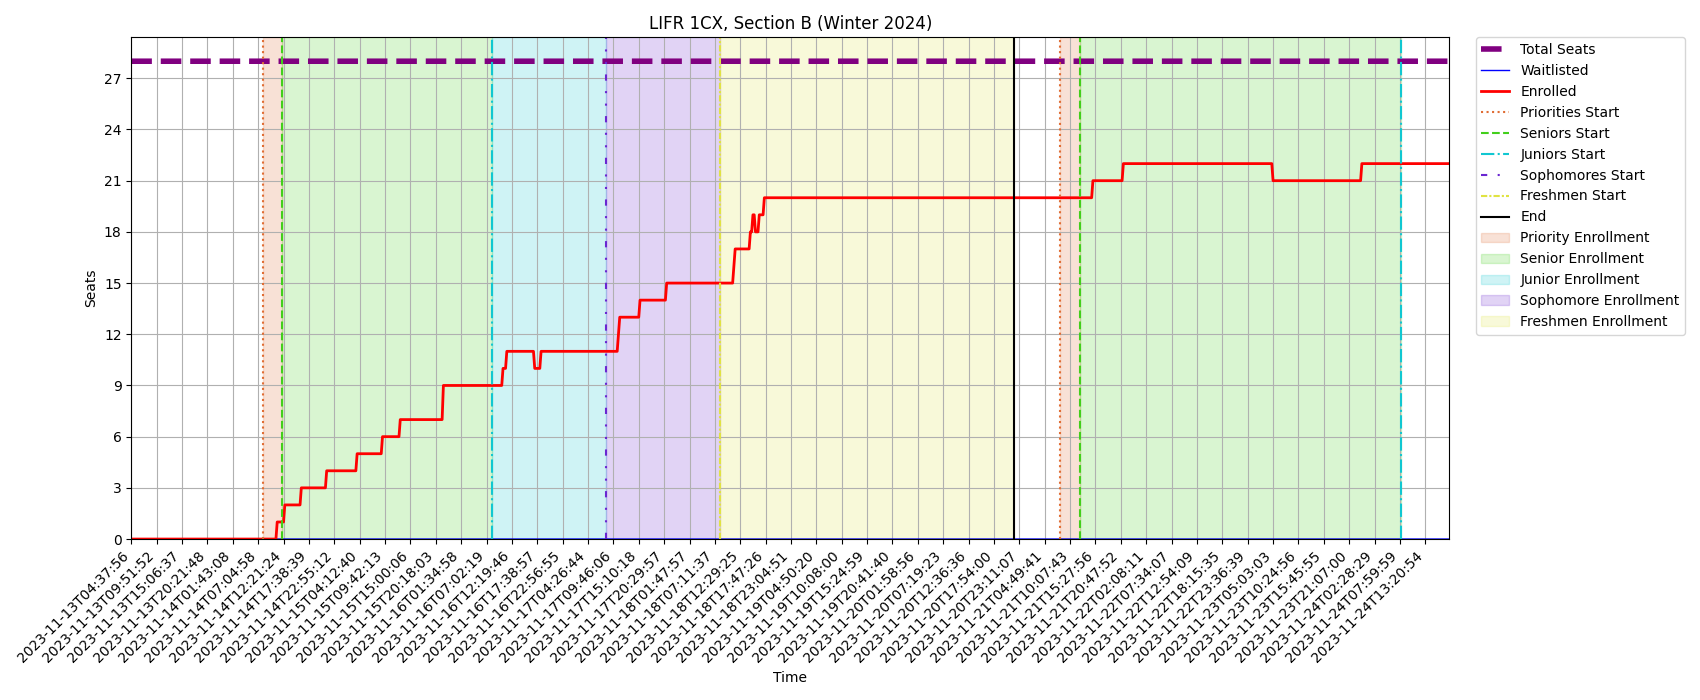 LIFR 1CX, Section B (Winter 2024)
Seats
27
24
21
18
15
12
9
6
3
0
2023-11-13T04:37:56
2023-11-13T09:51:52
2023-11-13T15:06:37
2023-11-13T20:21:48
2023-11-14T01:43:08
2023-11-14T07:04:58
2023-11-14T12:21:24
2023-11-14T17:38:39
2023-11-14T22:55:12
2023-11-15T04:12:40
2023-11-15T09:42:13
2023-11-15T15:00:06
2023-11-15T20:18:03
2023-11-16T01:34:58
2023-11-16T07:02:19
2023-11-16T12:19:46
2023-11-16T17:38:57
2023-11-16T22:56:55
2023-11-17T04:26:44
2023-11-17T09:46:06
2023-11-17T15:10:18
2023-11-17T20:29:57
2023-11-18T01:47:57
2023-11-18T07:11:37
2023-11-18T12:29:25
2023-11-18T17:47:26
2023-11-18T23:04:51
2023-11-19T04:50:20
2023-11-19T10:08:00
2023-11-19T15:24:59
2023-11-19T20:41:40
2023-11-20T01:58:56
2023-11-20T07:19:23
2023-11-20T12:36:36
2023-11-20T17:54:00
2023-11-20T23:11:07
2023-11-21T04:49:41
2023-11-21T10:07:43
2023-11-21T15:27:56
2023-11-21T20:47:52
2023-11-22T02:08:11
2023-11-22T07:34:07
2023-11-22T12:54:09
2023-11-22T18:15:35
2023-11-22T23:36:39
2023-11-23T05:03:03
2023-11-23T10:24:56
2023-11-23T15:45:55
2023-11-23T21:07:00
2023-11-24T02:28:29
2023-11-24T07:59:59
2023-11-24T13:20:54
Time
Total Seats
Waitlisted
Enrolled
Priorities Start
Seniors Start
Juniors Start
Sophomores Start
Freshmen Start
End
Priority Enrollment
Senior Enrollment
Junior Enrollment
Sophomore Enrollment
Freshmen Enrollment